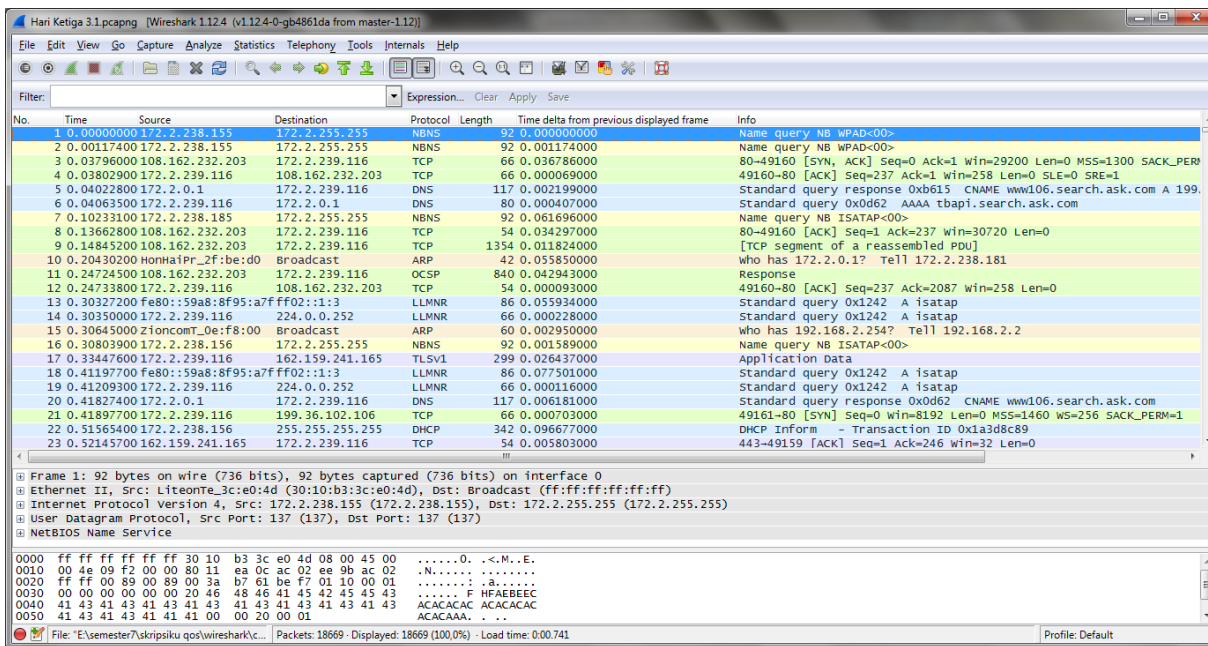 Hari Ketiga 3.1.pcapng [Wireshark 1.12.4 (v1.12.4-0-gb4861da from master-1.12)]
File Edit View Go Capture Analyze Statistics Telephony Tools Internals Help
Filter: Expression... Clear Apply Save
No. Time Source Destination Protocol Length Time delta from previous displayed frame Info
1 0.00000000 172.2.238.155 172.2.255.255 NBNS 92 0.000000000 Name query NB WPAD<00>
2 0.00117400 172.2.238.155 172.2.255.255 NBNS 92 0.001174000 Name query NB WPAD<00>
3 0.03796000 108.162.232.203 172.2.239.116 TCP 66 0.036786000 80→49160 [SYN, ACK] Seq=0 Ack=1 Win=29200 Len=0 MSS=1300 SACK_PERM
4 0.03802900 172.2.239.116 108.162.232.203 TCP 66 0.000069000 49160→80 [ACK] Seq=237 Ack=1 Win=258 Len=0 SLE=0 SRE=1
5 0.04022800 172.2.0.1 172.2.239.116 DNS 117 0.002199000 Standard query response 0xb615 CNAME www106.search.ask.com A 199.
6 0.04063500 172.2.239.116 172.2.0.1 DNS 80 0.000407000 Standard query 0x0d62 AAAA tbapi.search.ask.com
7 0.10233100 172.2.238.185 172.2.255.255 NBNS 92 0.061696000 Name query NB ISATAP<00>
8 0.13662800 108.162.232.203 172.2.239.116 TCP 54 0.034297000 80→49160 [ACK] Seq=1 Ack=237 Win=30720 Len=0
9 0.14845200 108.162.232.203 172.2.239.116 TCP 1354 0.011824000 [TCP segment of a reassembled PDU]
10 0.20430200 HonHaiPr_2f:be:d0 Broadcast ARP 42 0.055850000 Who has 172.2.0.1? Tell 172.2.238.181
11 0.24724500 108.162.232.203 172.2.239.116 OCSP 840 0.042943000 Response
12 0.24733800 172.2.239.116 108.162.232.203 TCP 54 0.000093000 49160→80 [ACK] Seq=237 Ack=2087 Win=258 Len=0
13 0.30327200 fe80::59a8:8f95:a7f ff02::1:3 LLMNR 86 0.055934000 Standard query 0x1242 A isatap
14 0.30350000 172.2.239.116 224.0.0.252 LLMNR 66 0.000228000 Standard query 0x1242 A isatap
15 0.30645000 ZioncomT_0e:f8:00 Broadcast ARP 60 0.002950000 Who has 192.168.2.254? Tell 192.168.2.2
16 0.30803900 172.2.238.156 172.2.255.255 NBNS 92 0.001589000 Name query NB ISATAP<00>
17 0.33447600 172.2.239.116 162.159.241.165 TLSv1 299 0.026437000 Application Data
18 0.41197700 fe80::59a8:8f95:a7f ff02::1:3 LLMNR 86 0.077501000 Standard query 0x1242 A isatap
19 0.41209300 172.2.239.116 224.0.0.252 LLMNR 66 0.000116000 Standard query 0x1242 A isatap
20 0.41827400 172.2.0.1 172.2.239.116 DNS 117 0.006181000 Standard query response 0x0d62 CNAME www106.search.ask.com
21 0.41897700 172.2.239.116 199.36.102.106 TCP 66 0.000703000 49161→80 [SYN] Seq=0 Win=8192 Len=0 MSS=1460 WS=256 SACK_PERM=1
22 0.51565400 172.2.238.156 255.255.255.255 DHCP 342 0.096677000 DHCP Inform - Transaction ID 0x1a3d8c89
23 0.52145700 162.159.241.165 172.2.239.116 TCP 54 0.005803000 443→49159 [ACK] Seq=1 Ack=246 Win=32 Len=0
Frame 1: 92 bytes on wire (736 bits), 92 bytes captured (736 bits) on interface 0
Ethernet II, Src: LiteonTe_3c:e0:4d (30:10:b3:3c:e0:4d), Dst: Broadcast (ff:ff:ff:ff:ff:ff)
Internet Protocol Version 4, Src: 172.2.238.155 (172.2.238.155), Dst: 172.2.255.255 (172.2.255.255)
User Datagram Protocol, Src Port: 137 (137), Dst Port: 137 (137)
NetBIOS Name Service
0000 ff ff ff ff ff ff 30 10 b3 3c e0 4d 08 00 45 00 ......0. .<.M..E.
0010 00 4e 09 f2 00 00 80 11 ea 0c ac 02 ee 9b ac 02 .N...... ........
0020 ff ff 00 89 00 89 00 3a b7 61 be f7 01 10 00 01 .......: .a......
0030 00 00 00 00 00 00 20 46 48 46 41 45 42 45 45 43 ...... F HFAEBEEC
0040 41 43 41 43 41 43 41 43 41 43 41 43 41 43 41 43 ACACACAC ACACACAC
0050 41 43 41 43 41 41 41 00 00 20 00 01 ACACAAA. . ..
File: "E:\semester7\skripsiku qos\wireshark\c... Packets: 18669 · Displayed: 18669 (100,0%) · Load time: 0:00.741 Profile: Default